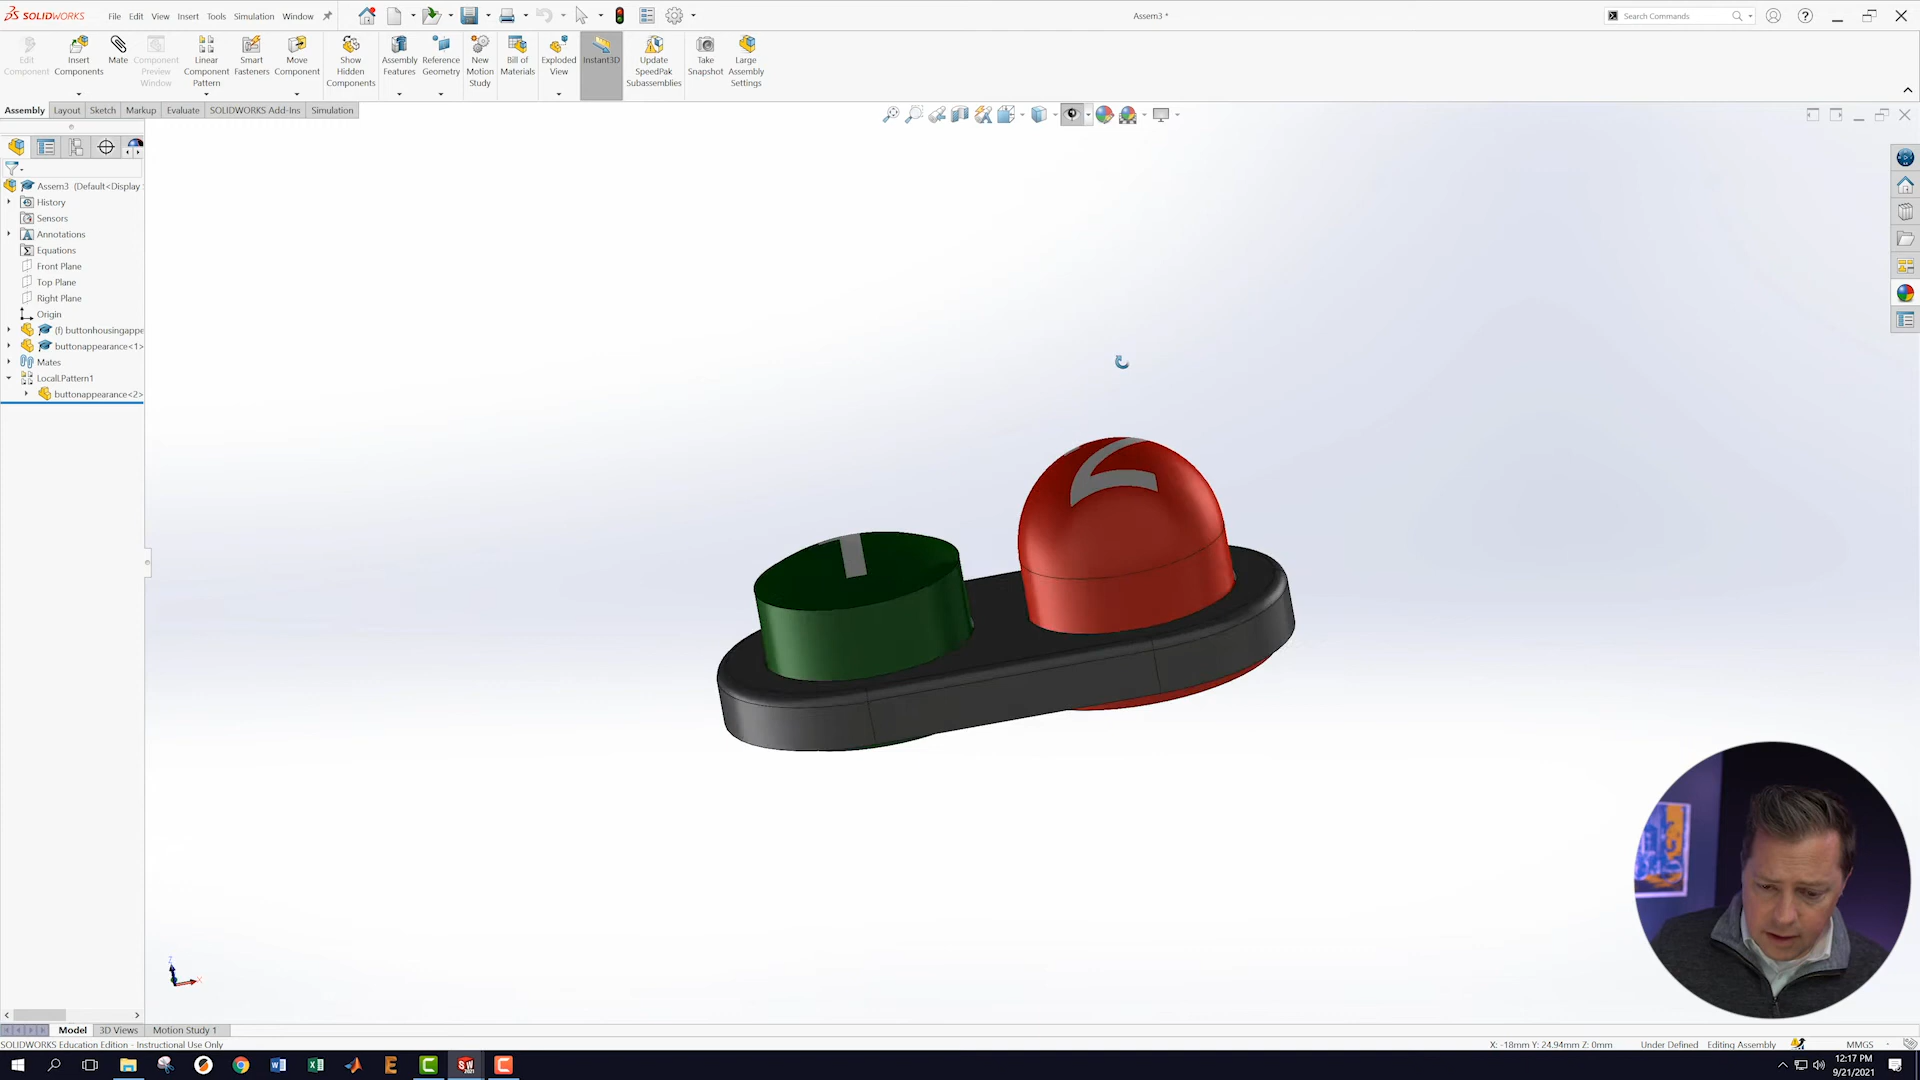 SOLIDWORKS File Edit View Insert Tools Simulation Window Assem3 * Search Commands
Edit Component
Insert Components
Mate
Component Preview Window
Linear Component Pattern
Smart Fasteners
Move Component
Show Hidden Components
Assembly Features
Reference Geometry
New Motion Study
Bill of Materials
Exploded View
Instant3D
Update SpeedPak Subassemblies
Take Snapshot
Large Assembly Settings
Assembly Layout Sketch Markup Evaluate SOLIDWORKS Add-Ins Simulation
Assem3 (Default<Display
History
Sensors
Annotations
Equations
Front Plane
Top Plane
Right Plane
Origin
(f) buttonhousingappe
buttonappearance<1>
Mates
LocalLPattern1
buttonappearance<2>
1
2
Z
X
Model 3D Views Motion Study 1
SOLIDWORKS Education Edition - Instructional Use Only X: -18mm Y: 24.94mm Z: 0mm Under Defined Editing Assembly MMGS
12:17 PM
9/21/2021